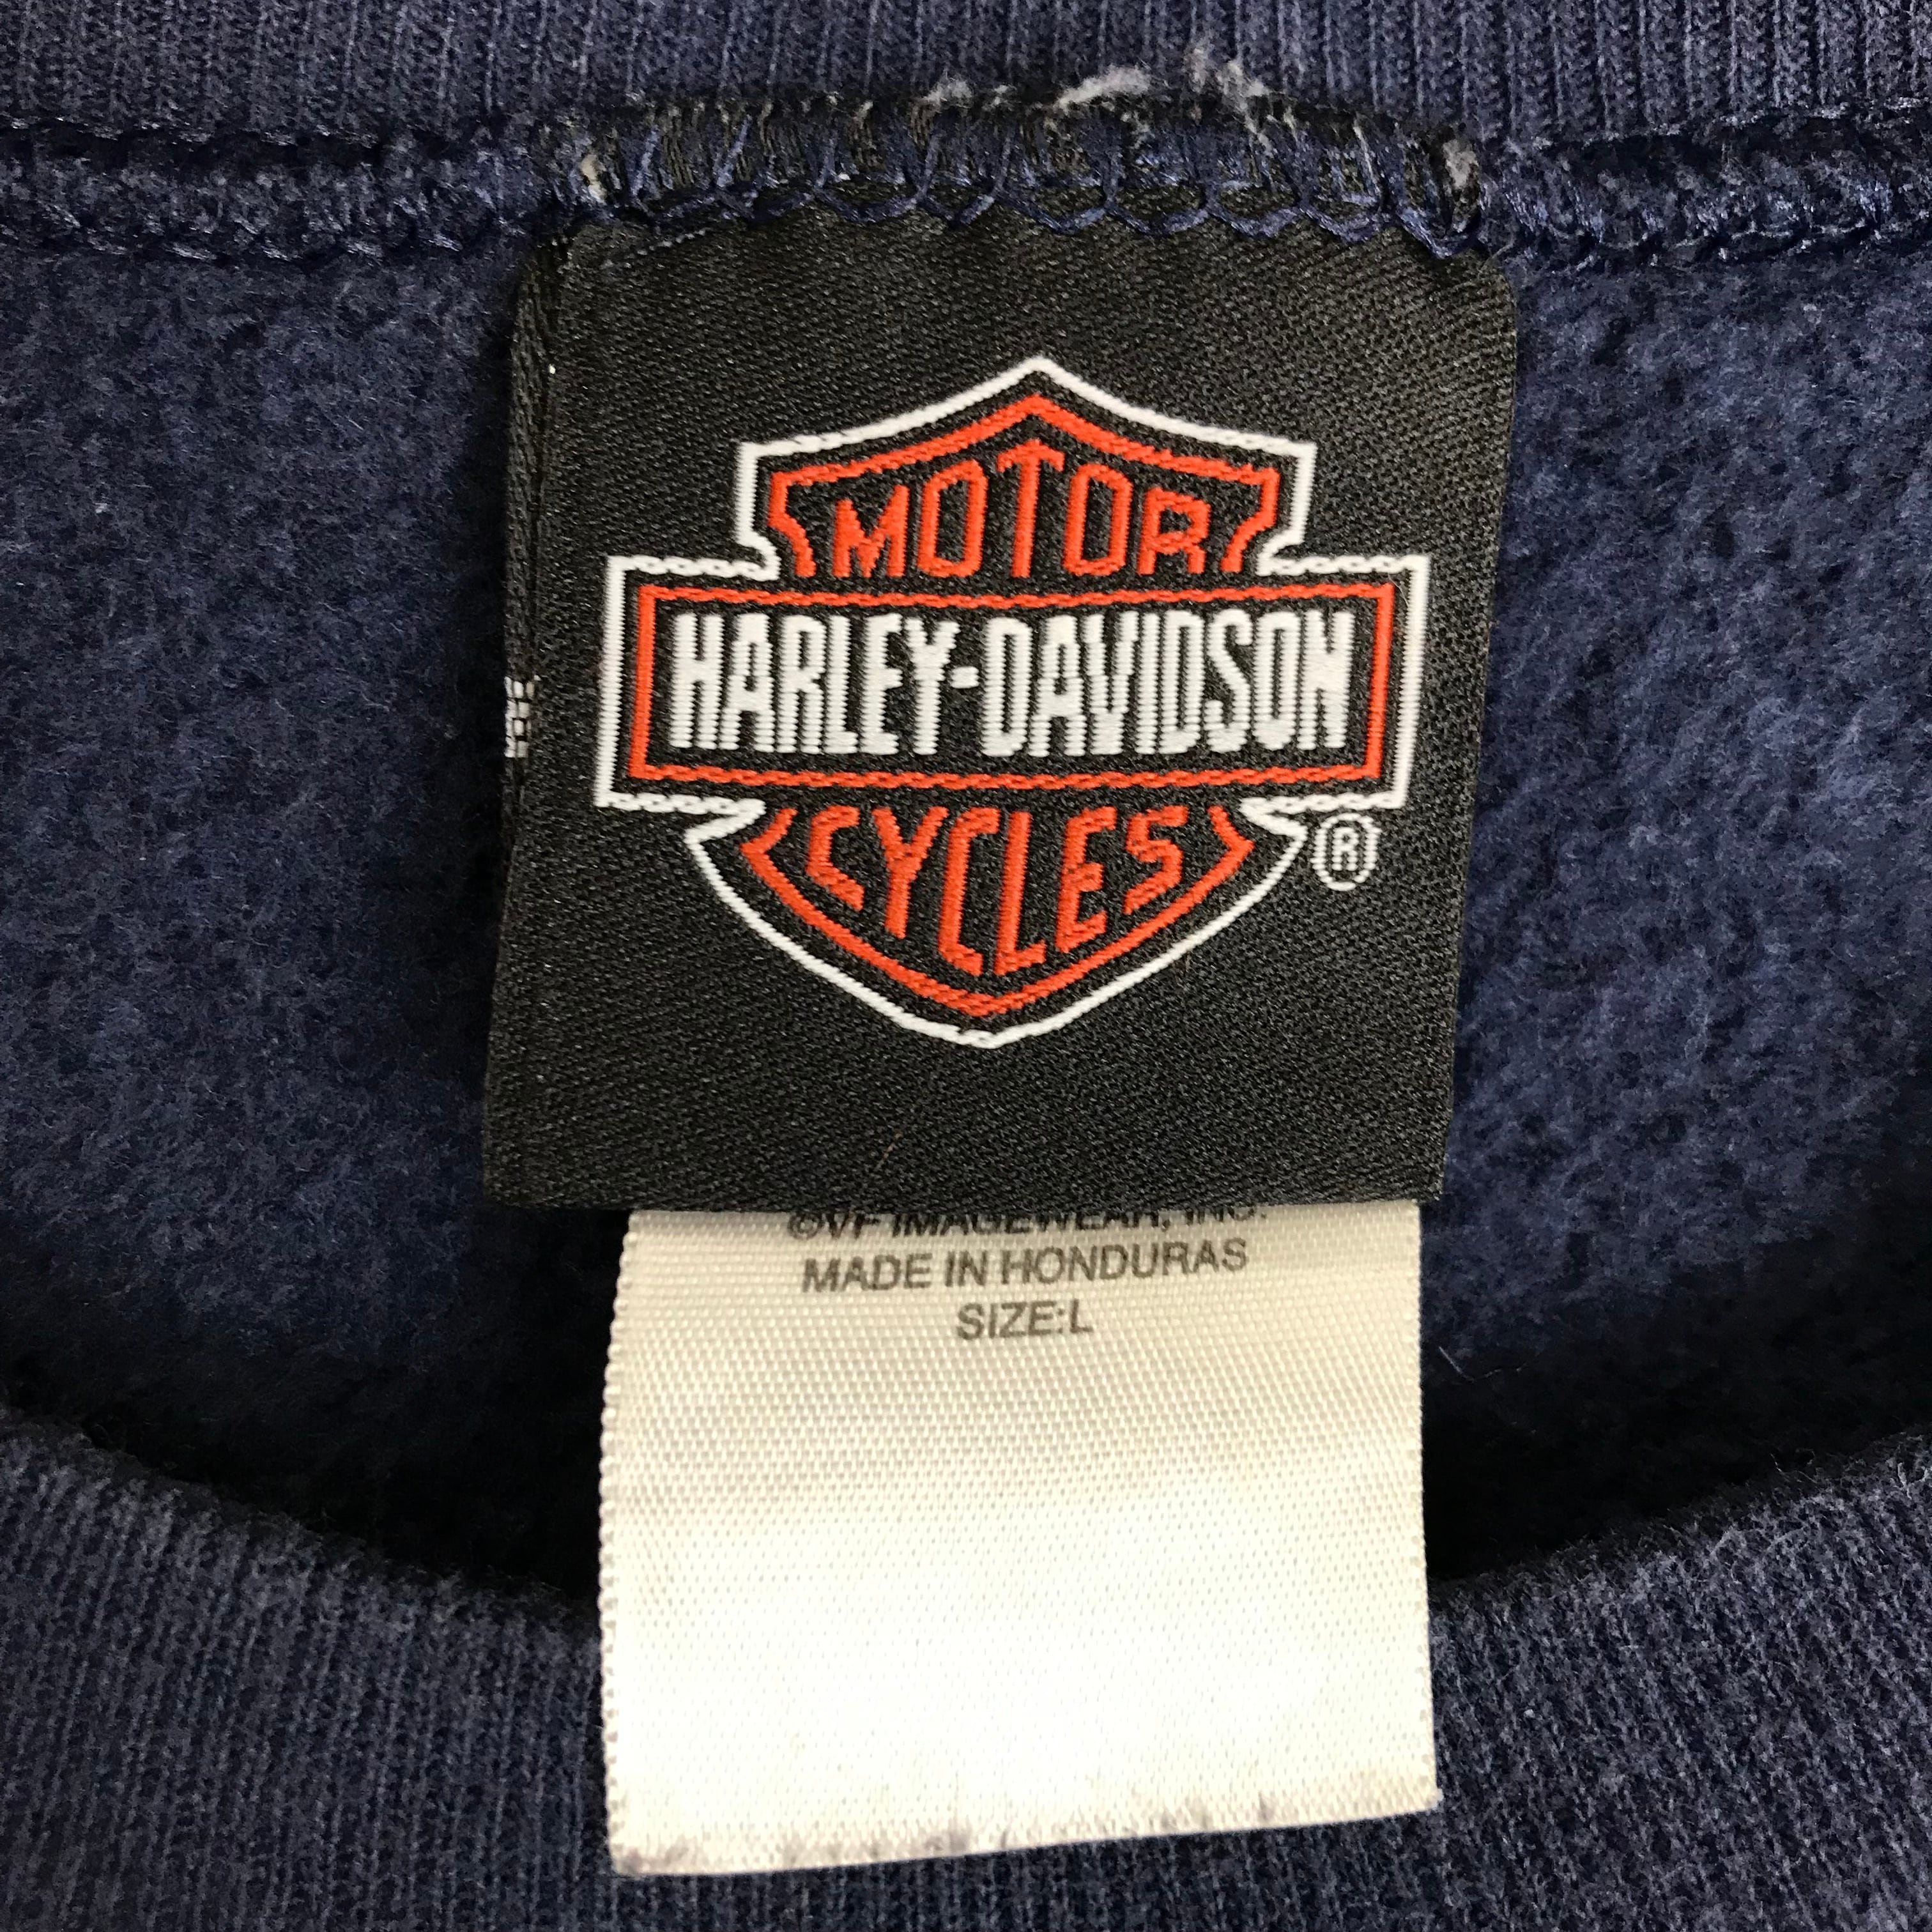 MOTOR
HARLEY-DAVIDSON
CYCLES
®
©VF IMAGEWEAR, INC.
MADE IN HONDURAS
SIZE:L